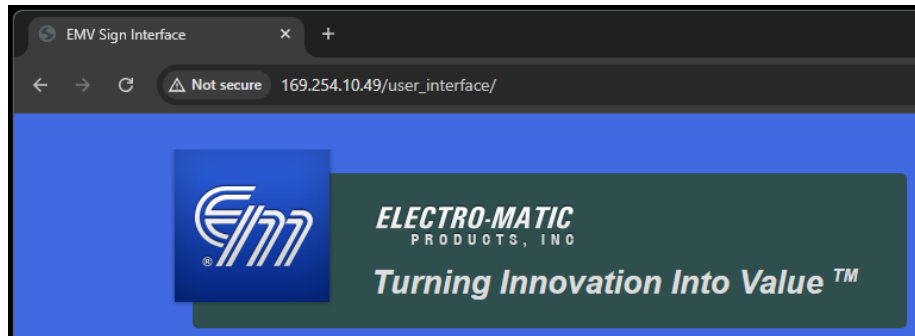 EMV Sign Interface
Not secure 169.254.10.49/user_interface/
EM
®
ELECTRO-MATIC
PRODUCTS, INC
Turning Innovation Into Value ™